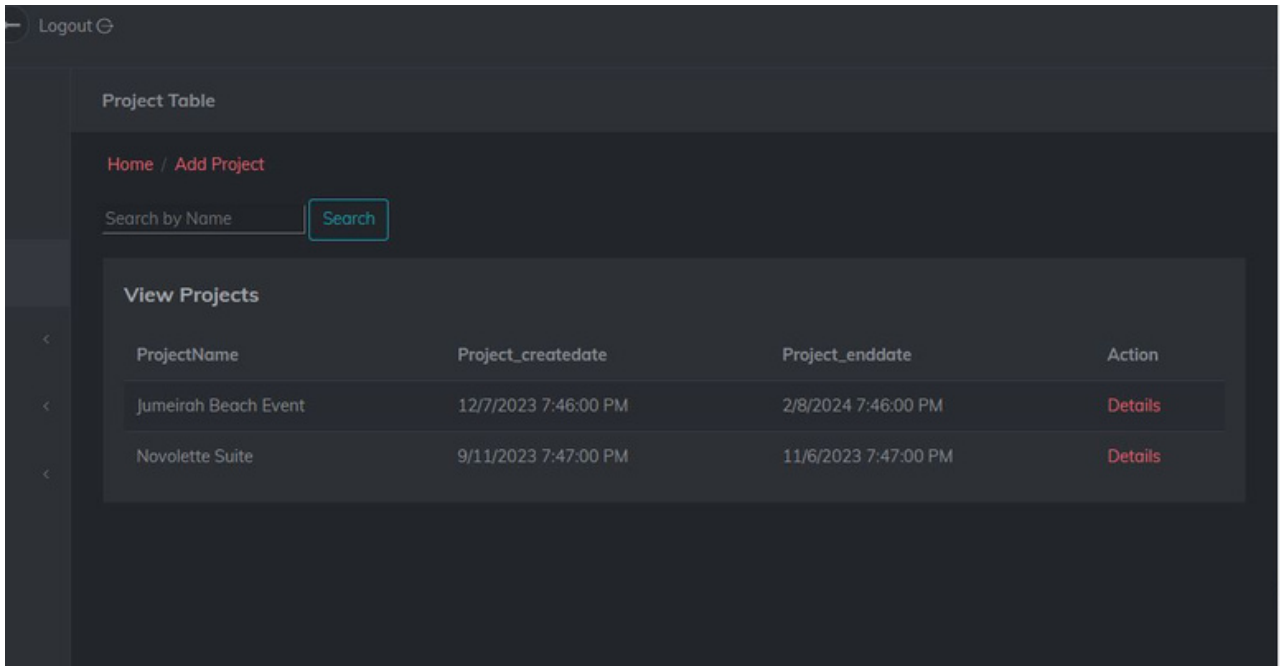 Logout
Project Table
Home / Add Project
Search by Name Search
View Projects
ProjectName Project_createdate Project_enddate Action
Jumeirah Beach Event 12/7/2023 7:46:00 PM 2/8/2024 7:46:00 PM Details
Novolette Suite 9/11/2023 7:47:00 PM 11/6/2023 7:47:00 PM Details